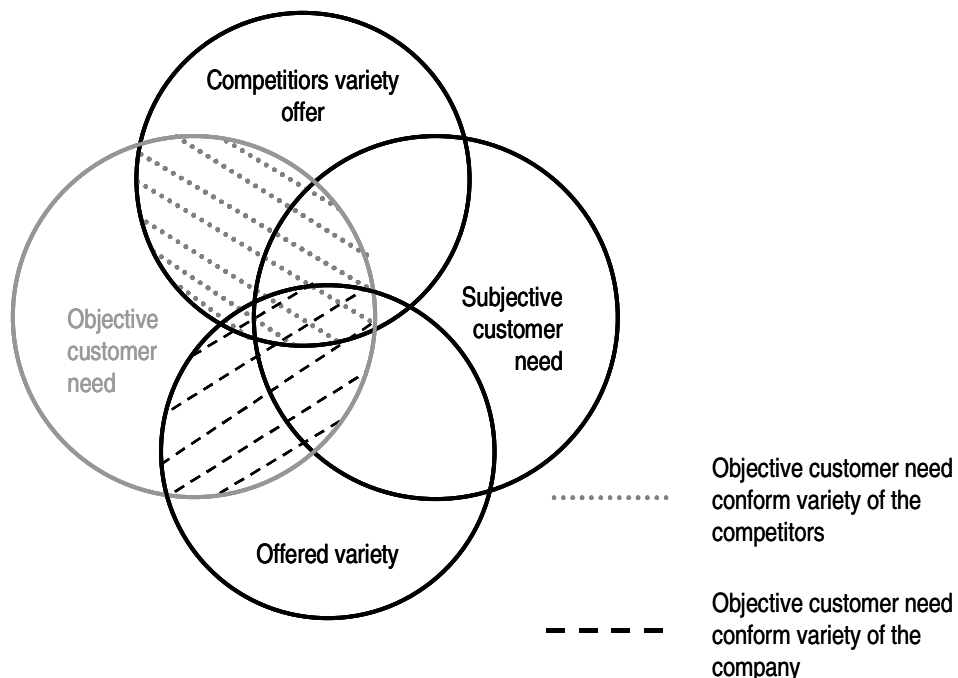 Competitiors variety
offer
Objective
customer
need
Subjective
customer
need
Offered variety
Objective customer need
conform variety of the
competitors
Objective customer need
conform variety of the
company